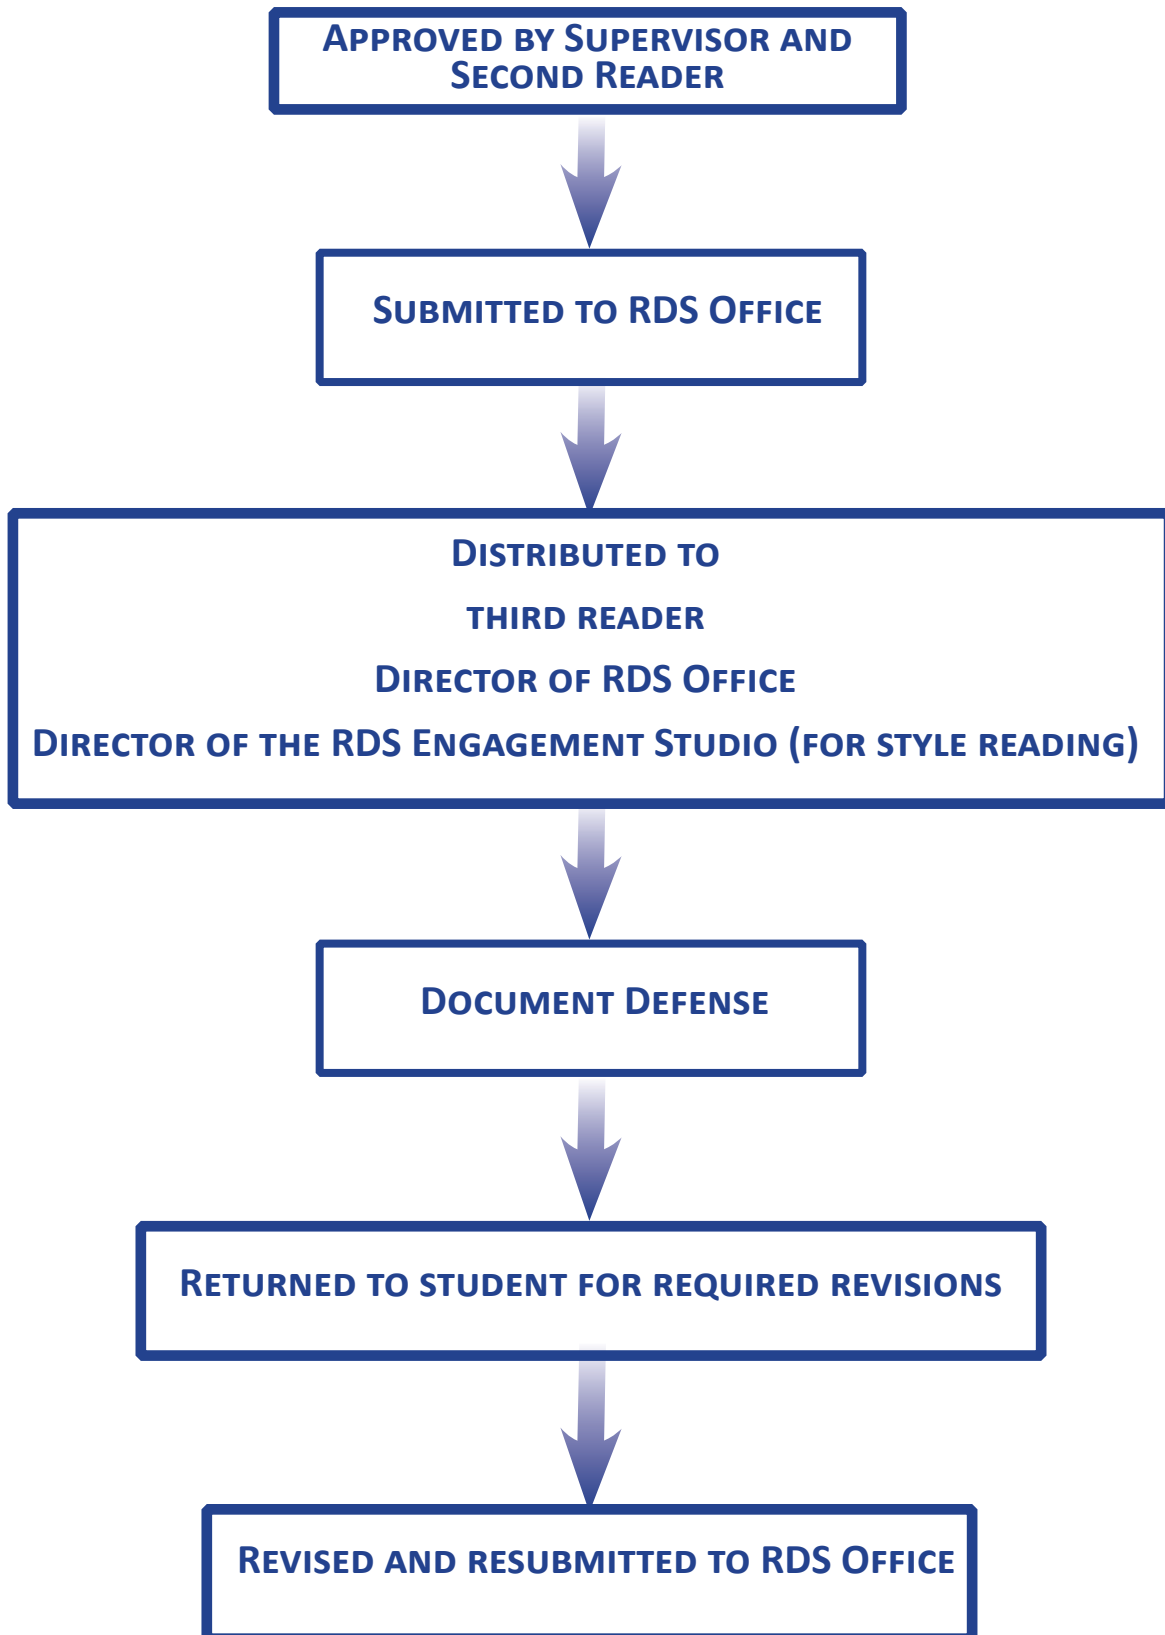 Approved by Supervisor and
Second Reader
Submitted to RDS Office
Distributed to
third reader
Director of RDS Office
Director of the RDS Engagement Studio (for style reading)
Document Defense
Returned to student for required revisions
Revised and resubmitted to RDS Office